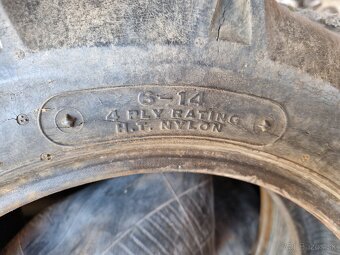 6-14
4 PLY RATING
H.T. NYLON